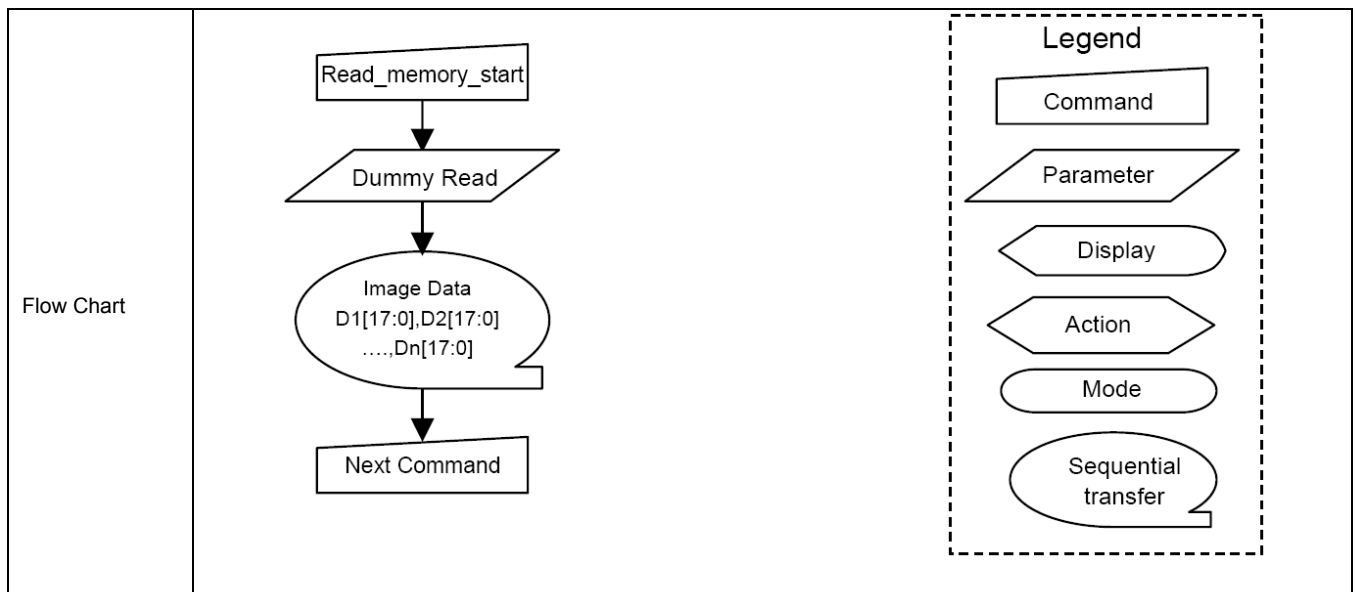 Flow Chart
Read_memory_start
Dummy Read
Image Data
D1[17:0],D2[17:0]
....,Dn[17:0]
Next Command
Legend
Command
Parameter
Display
Action
Mode
Sequential
transfer